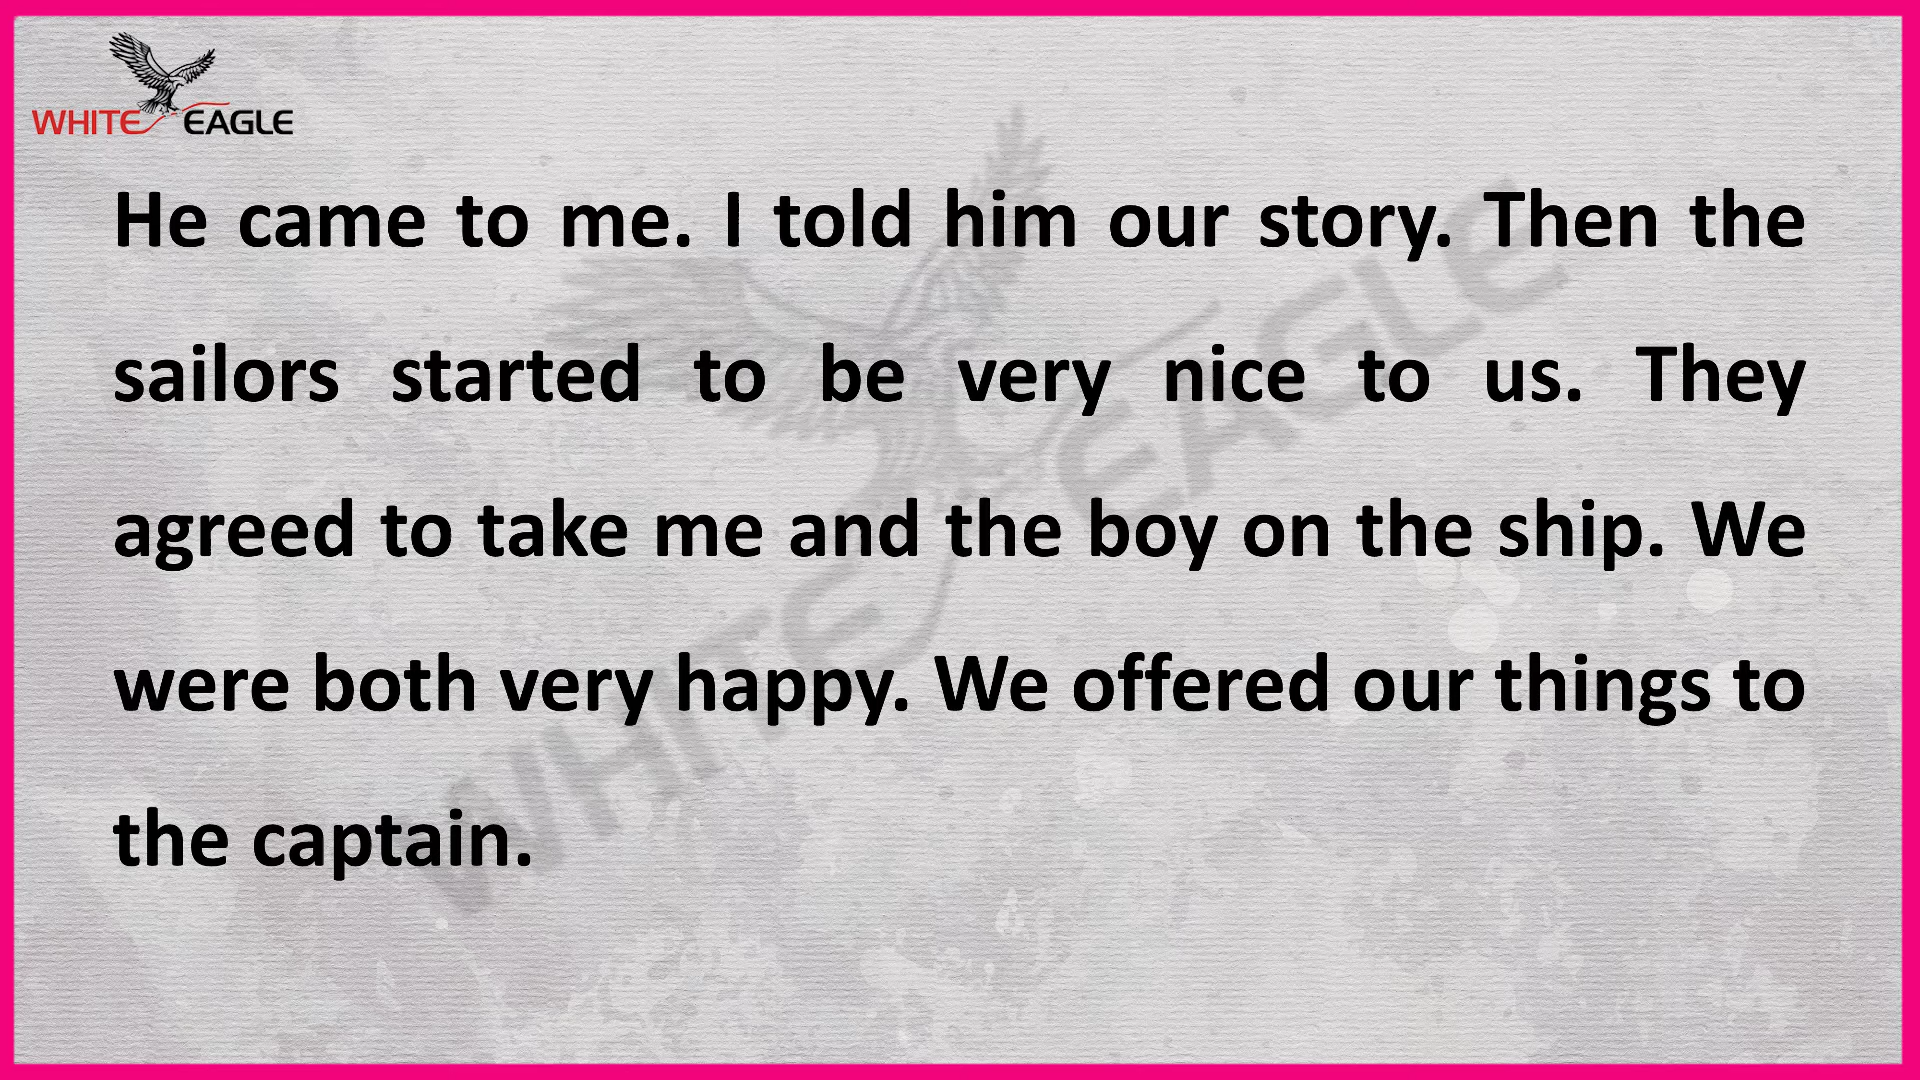 WHITE EAGLE
He came to me. I told him our story. Then the
sailors started to be very nice to us. They
agreed to take me and the boy on the ship. We
were both very happy. We offered our things to
the captain.
WHITE EAGLE